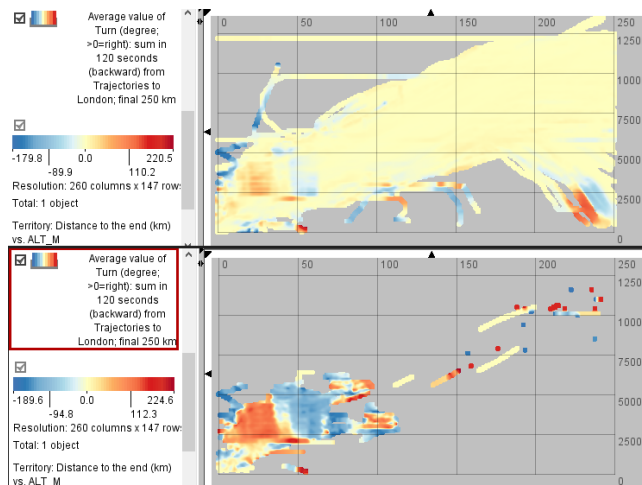 Average value of
Turn (degree;
>0=right): sum in
120 seconds
(backward) from
Trajectories to
London; final 250 km
-179.8 0.0 220.5
-89.9 110.2
Resolution: 260 columns x 147 rows
Total: 1 object
Territory: Distance to the end (km)
vs. ALT_M
0 50 100 150 200 250
1250
1000
7500
5000
2500
0
Average value of
Turn (degree;
>0=right): sum in
120 seconds
(backward) from
Trajectories to
London; final 250 km
-189.6 0.0 224.6
-94.8 112.3
Resolution: 260 columns x 147 rows
Total: 1 object
Territory: Distance to the end (km)
vs. ALT_M
0 50 100 150 200 250
1250
1000
7500
5000
2500
0